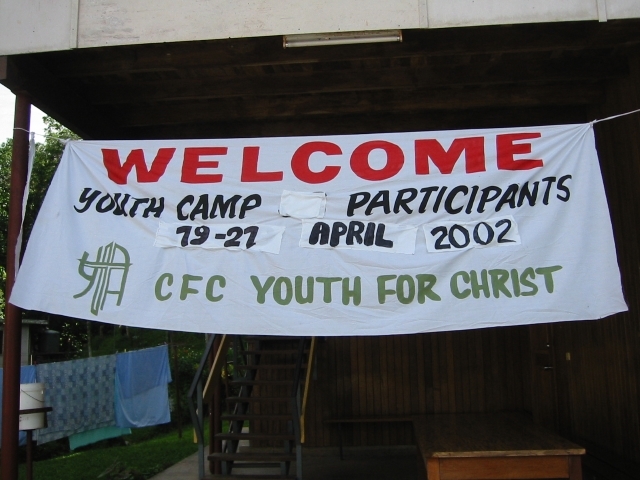 WELCOME
YOUTH CAMP PARTICIPANTS
19-21 APRIL 2002
CFC YOUTH FOR CHRIST